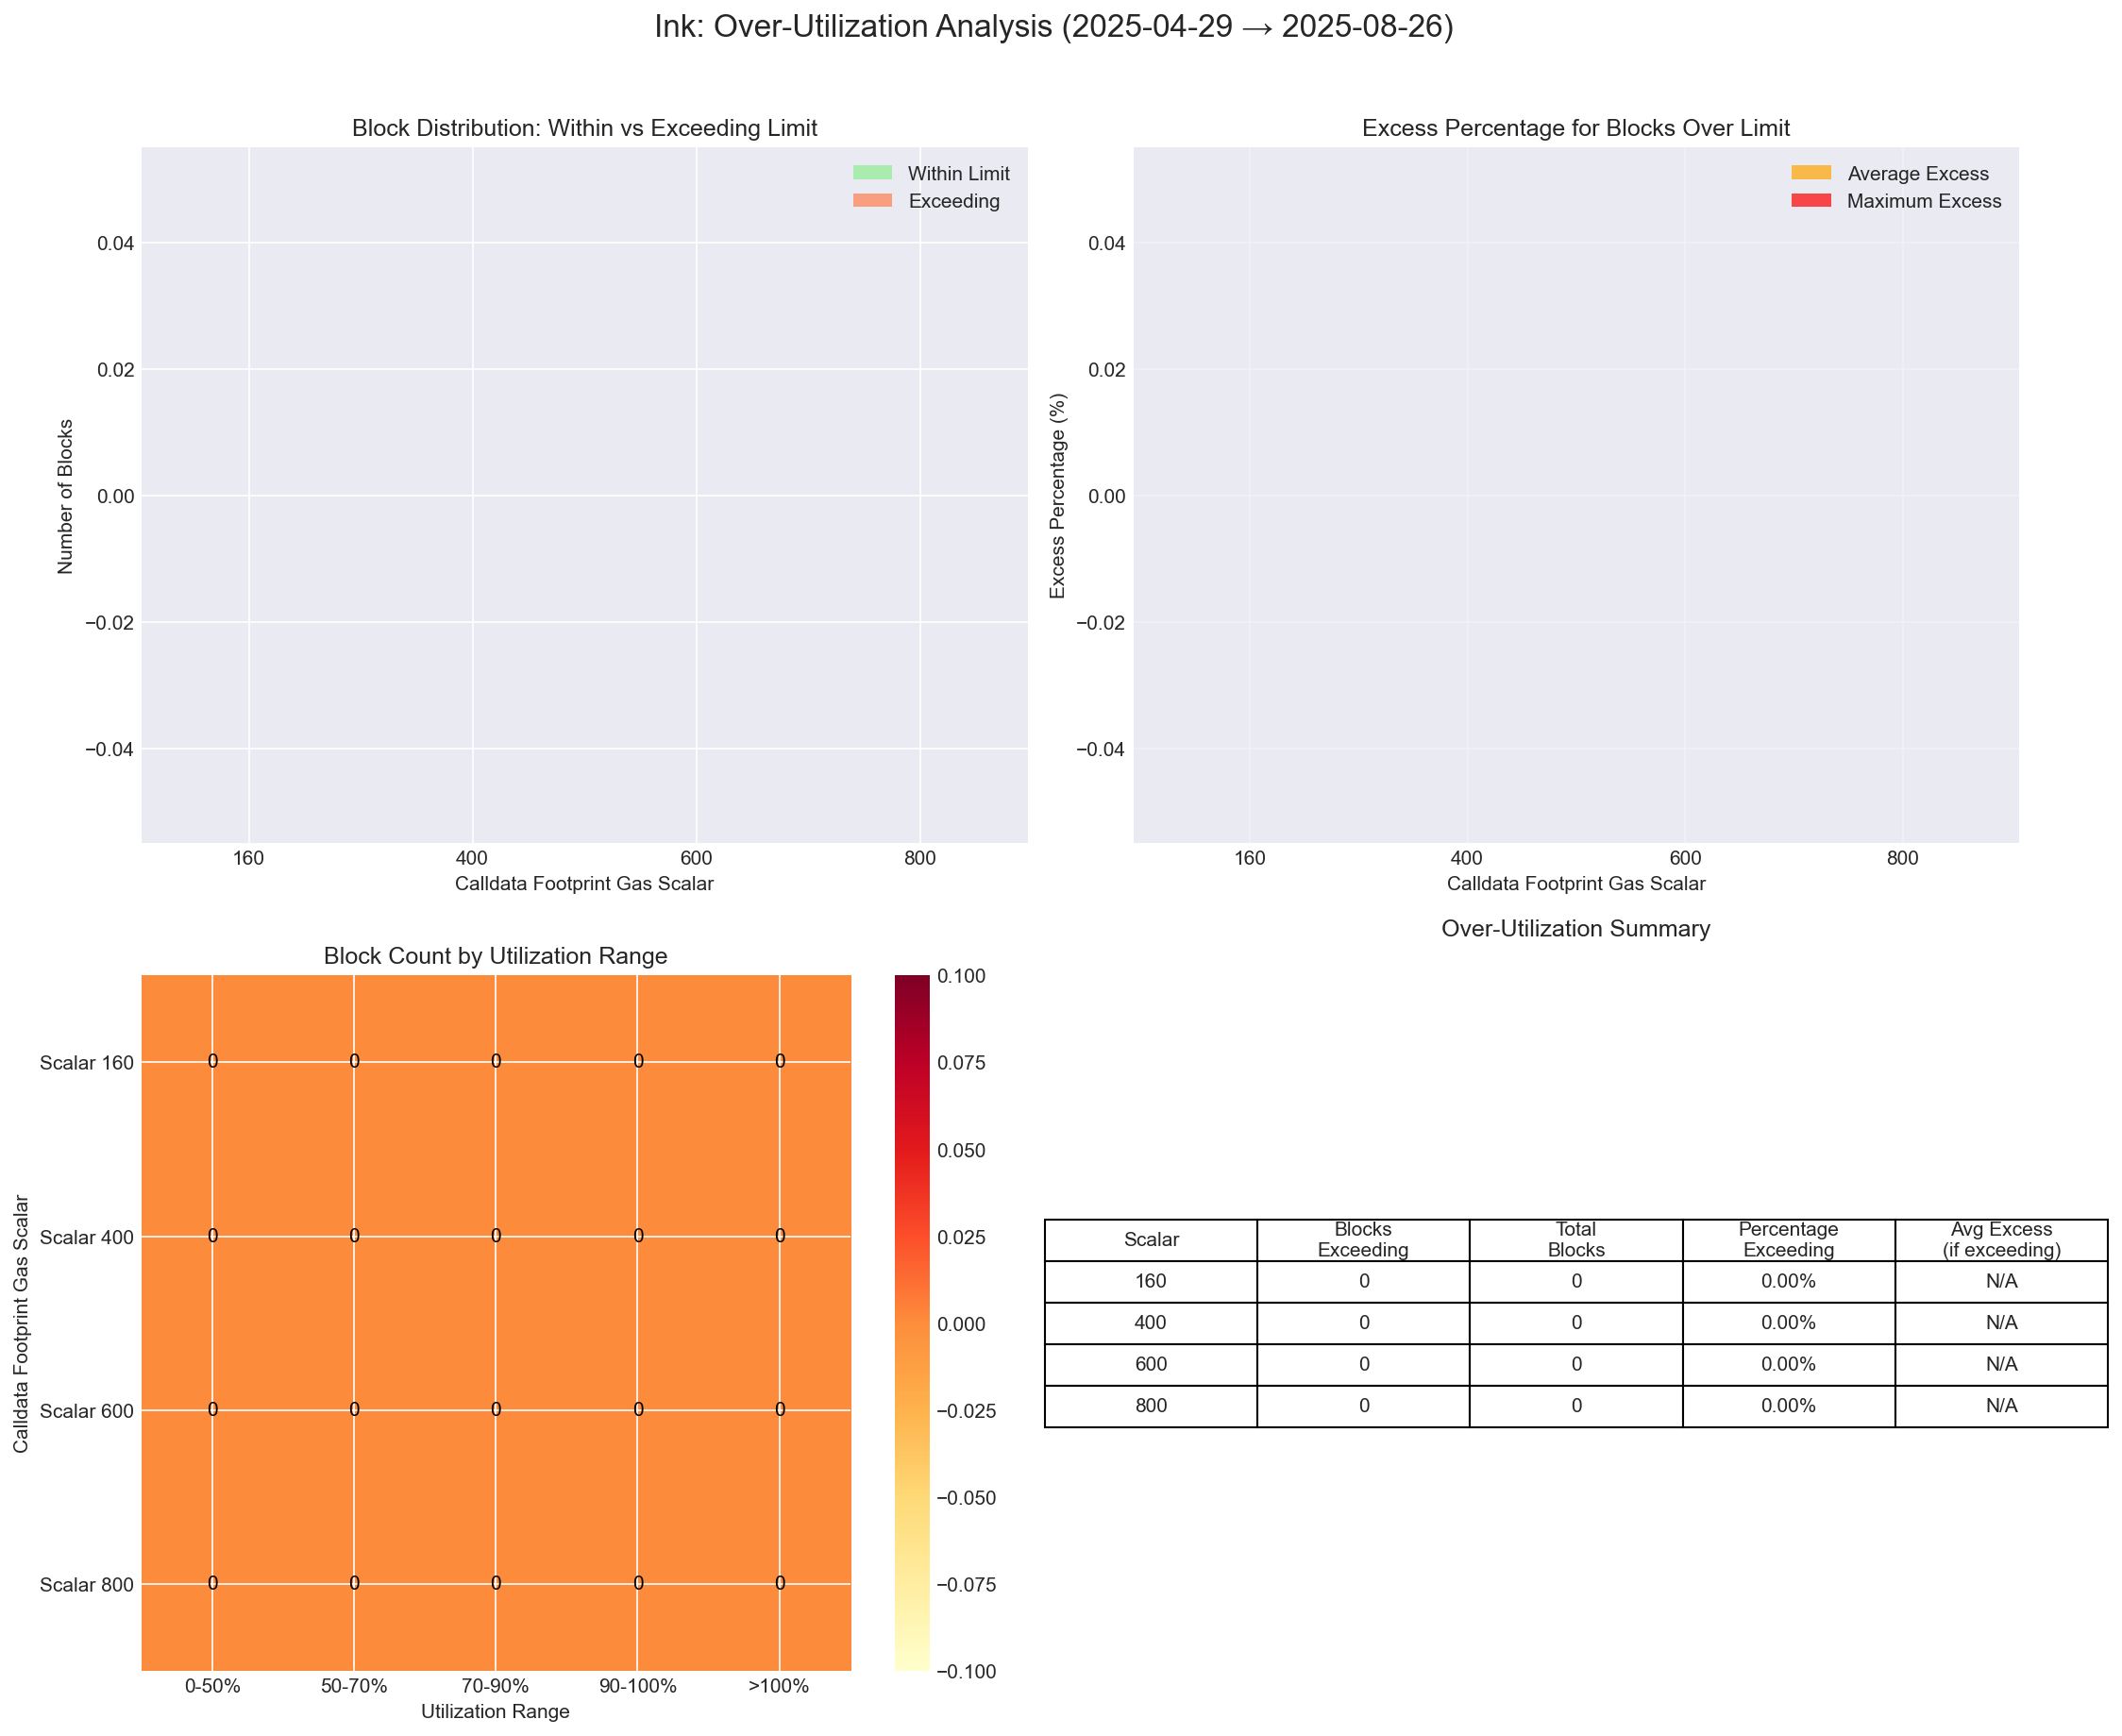 Ink: Over-Utilization Analysis (2025-04-29 → 2025-08-26)
Block Distribution: Within vs Exceeding Limit
Within Limit
Exceeding
0.04
0.02
0.00
−0.02
−0.04
Number of Blocks
160 400 600 800
Calldata Footprint Gas Scalar
Excess Percentage for Blocks Over Limit
Average Excess
Maximum Excess
0.04
0.02
0.00
−0.02
−0.04
Excess Percentage (%)
160 400 600 800
Calldata Footprint Gas Scalar
Block Count by Utilization Range
Calldata Footprint Gas Scalar
Scalar 160 0 0 0 0 0
Scalar 400 0 0 0 0 0
Scalar 600 0 0 0 0 0
Scalar 800 0 0 0 0 0
0-50% 50-70% 70-90% 90-100% >100%
Utilization Range
0.100
0.075
0.050
0.025
0.000
−0.025
−0.050
−0.075
−0.100
Over-Utilization Summary
Scalar Blocks Exceeding Total Blocks Percentage Exceeding Avg Excess (if exceeding)
160 0 0 0.00% N/A
400 0 0 0.00% N/A
600 0 0 0.00% N/A
800 0 0 0.00% N/A